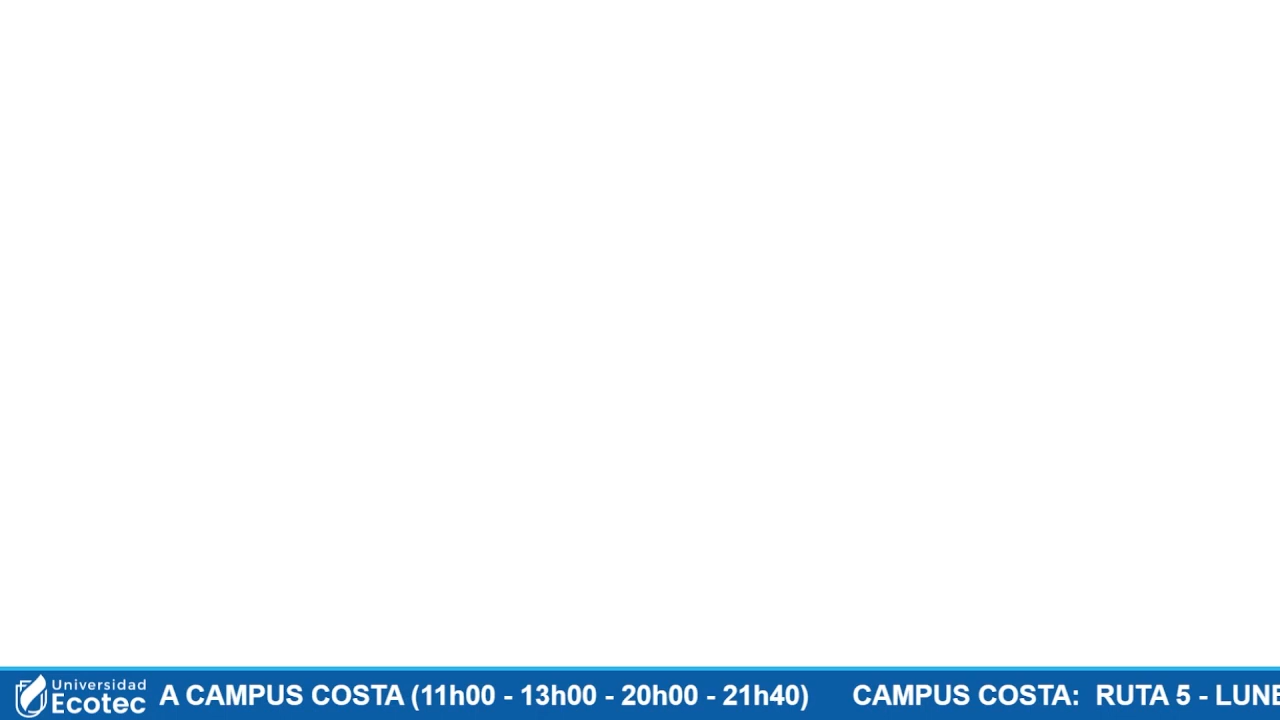 Universidad
Ecotec
A CAMPUS COSTA (11h00 - 13h00 - 20h00 - 21h40) CAMPUS COSTA: RUTA 5 - LUNE